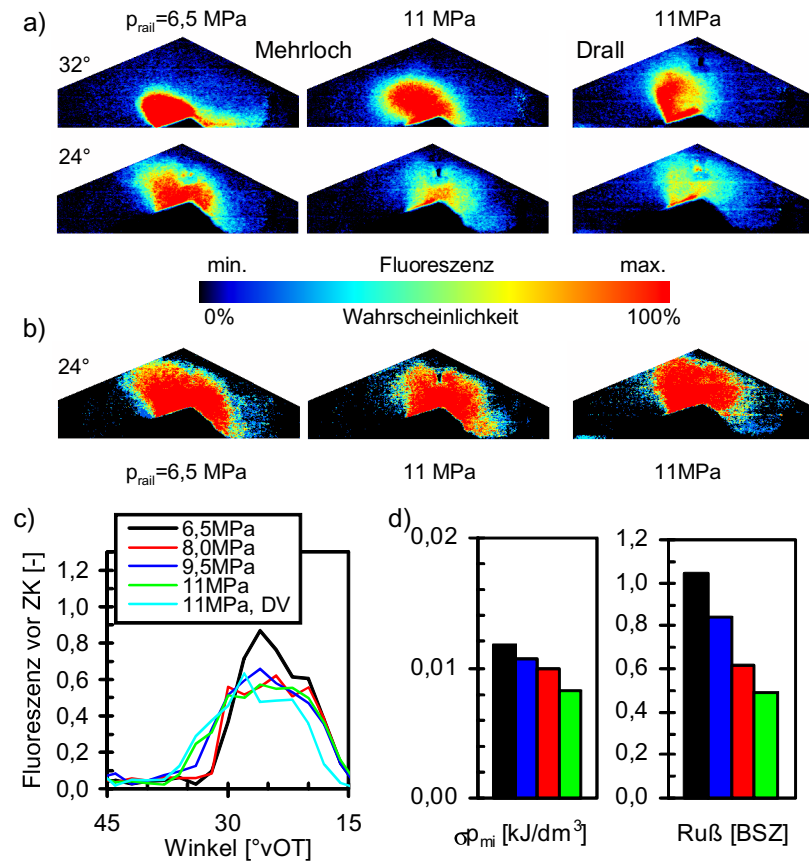 a)
p_rail=6,5 MPa
11 MPa
11MPa
Mehrloch
Drall
32°
24°
min.
Fluoreszenz
max.
0%
Wahrscheinlichkeit
100%
b)
24°
p_rail=6,5 MPa
11 MPa
11MPa
c)
6,5MPa
8,0MPa
9,5MPa
11MPa
11MPa, DV
Fluoreszenz vor ZK [-]
1,2
1,0
0,8
0,6
0,4
0,2
0,0
45
30
15
Winkel [°vOT]
d)
0,02
0,01
0,00
σp_mi [kJ/dm³]
1,2
1,0
0,8
0,6
0,4
0,2
0,0
Ruß [BSZ]